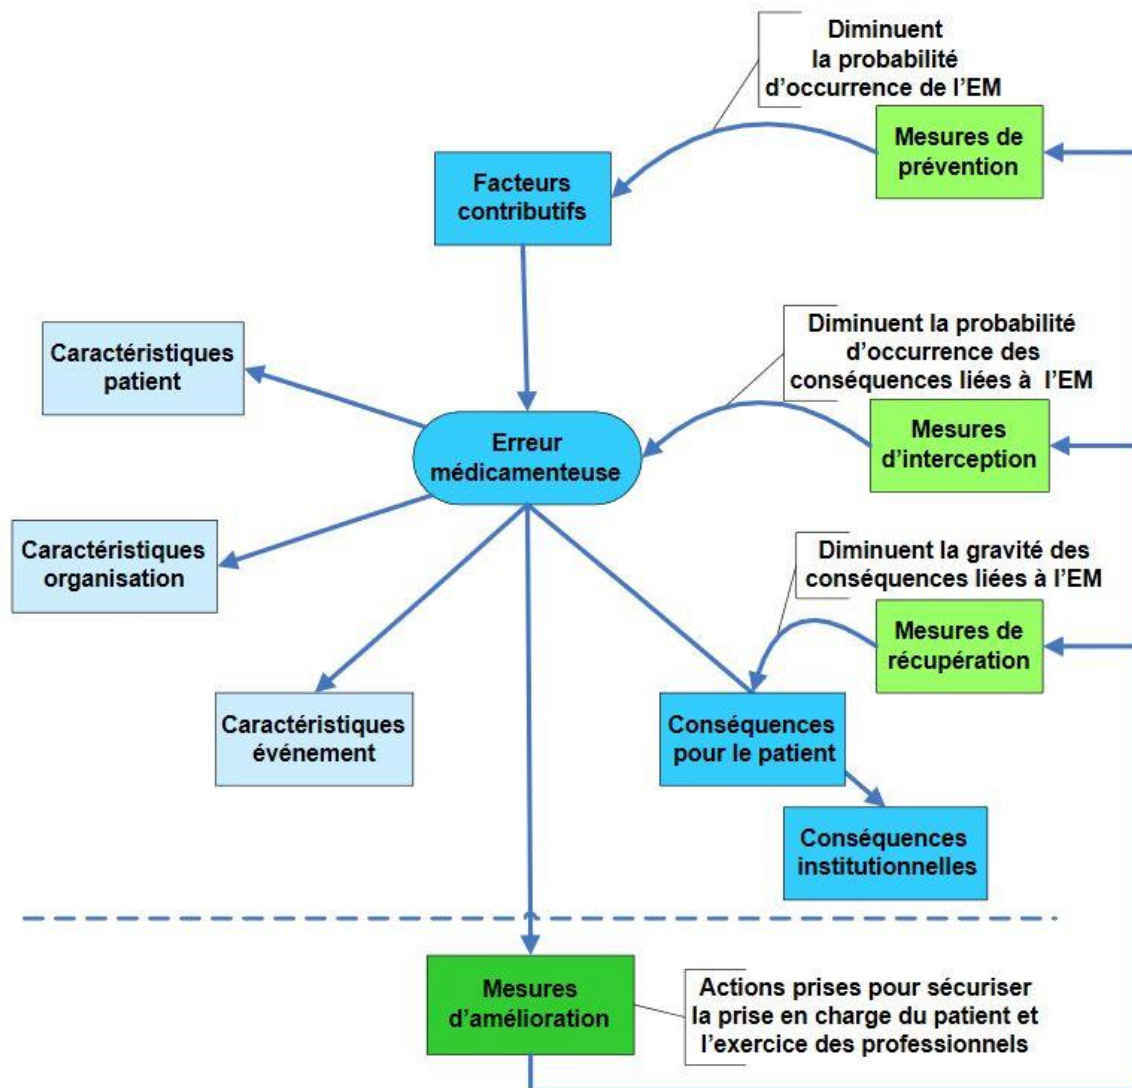 Diminuent
la probabilité
d'occurrence de l'EM
Mesures de
prévention
Facteurs
contributifs
Diminuent la probabilité
d'occurrence des
conséquences liées à l'EM
Caractéristiques
patient
Erreur
médicamenteuse
Mesures
d'interception
Caractéristiques
organisation
Diminuent la gravité des
conséquences liées à l'EM
Mesures de
récupération
Caractéristiques
événement
Conséquences
pour le patient
Conséquences
institutionnelles
Mesures
d'amélioration
Actions prises pour sécuriser
la prise en charge du patient et
l'exercice des professionnels